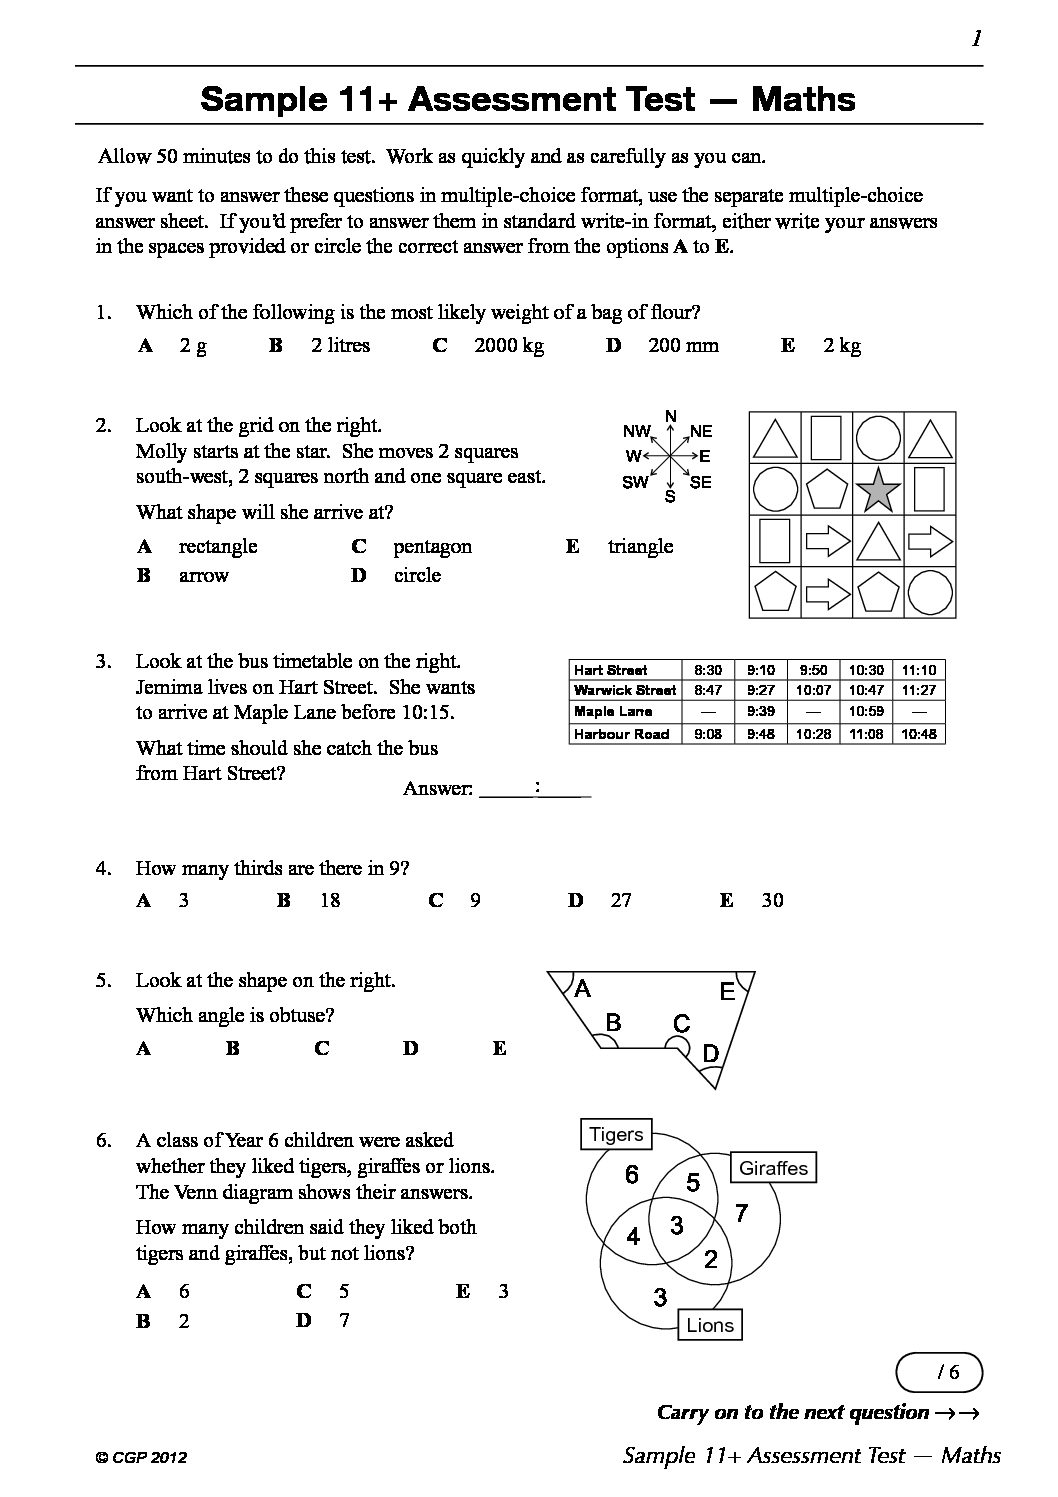 1
Sample 11+ Assessment Test — Maths
Allow 50 minutes to do this test. Work as quickly and as carefully as you can.
If you want to answer these questions in multiple-choice format, use the separate multiple-choice
answer sheet. If you'd prefer to answer them in standard write-in format, either write your answers
in the spaces provided or circle the correct answer from the options A to E.
1. Which of the following is the most likely weight of a bag of flour?
A 2 g B 2 litres C 2000 kg D 200 mm E 2 kg
2. Look at the grid on the right.
Molly starts at the star. She moves 2 squares
south-west, 2 squares north and one square east.
What shape will she arrive at?
A rectangle C pentagon E triangle
B arrow D circle
N
NW NE
W E
SW SE
S
3. Look at the bus timetable on the right.
Jemima lives on Hart Street. She wants
to arrive at Maple Lane before 10:15.
What time should she catch the bus
from Hart Street?
Answer: _____:_____
Hart Street 8:30 9:10 9:50 10:30 11:10
Warwick Street 8:47 9:27 10:07 10:47 11:27
Maple Lane — 9:39 — 10:59 —
Harbour Road 9:08 9:48 10:28 11:08 10:48
4. How many thirds are there in 9?
A 3 B 18 C 9 D 27 E 30
5. Look at the shape on the right.
Which angle is obtuse?
A B C D E
A E
B C
D
6. A class of Year 6 children were asked
whether they liked tigers, giraffes or lions.
The Venn diagram shows their answers.
How many children said they liked both
tigers and giraffes, but not lions?
A 6 C 5 E 3
B 2 D 7
Tigers
Giraffes
6 5
7
4 3
2
3
Lions
/ 6
Carry on to the next question →→
© CGP 2012
Sample 11+ Assessment Test — Maths